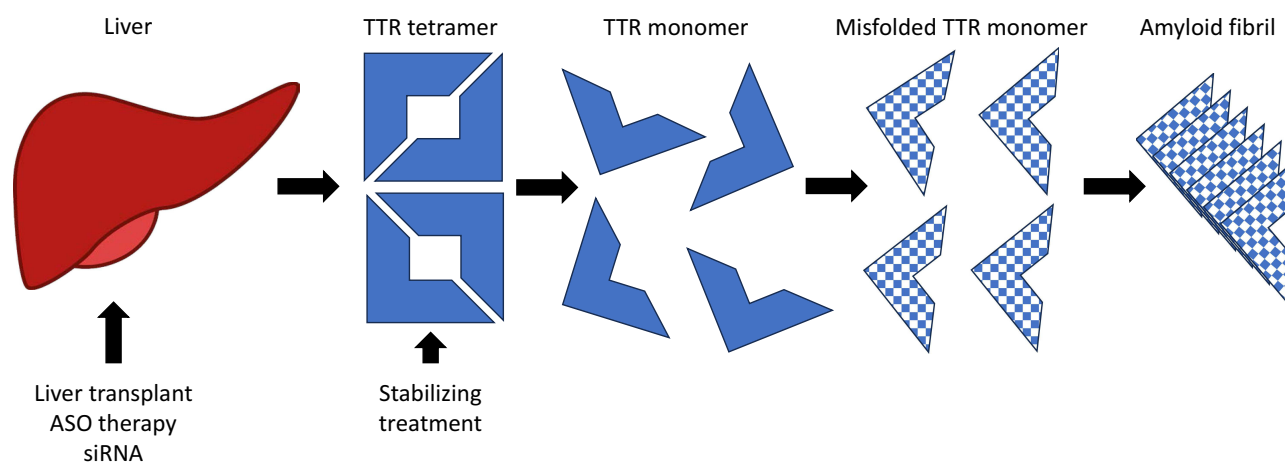 Liver
TTR tetramer
TTR monomer
Misfolded TTR monomer
Amyloid fibril
Liver transplant
ASO therapy
siRNA
Stabilizing
treatment